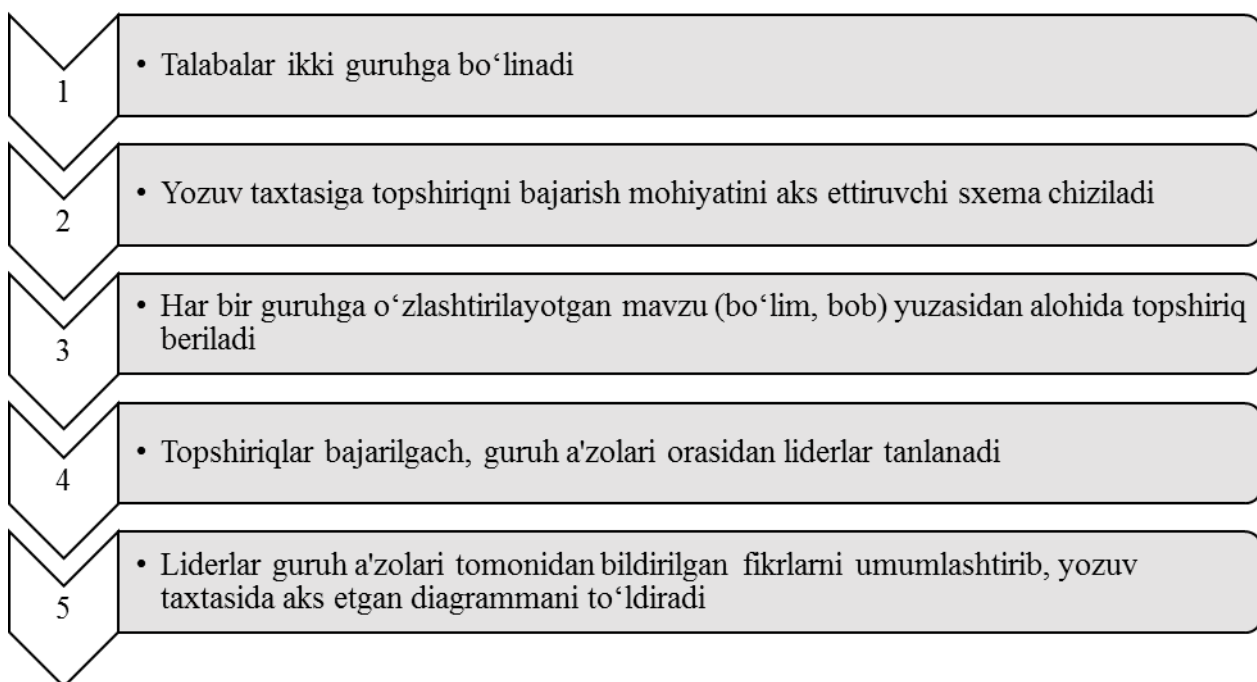 1
• Talabalar ikki guruhga bo‘linadi
2
• Yozuv taxtasiga topshiriqni bajarish mohiyatini aks ettiruvchi sxema chiziladi
3
• Har bir guruhga o‘zlashtirilayotgan mavzu (bo‘lim, bob) yuzasidan alohida topshiriq
beriladi
4
• Topshiriqlar bajarilgach, guruh a'zolari orasidan liderlar tanlanadi
5
• Liderlar guruh a'zolari tomonidan bildirilgan fikrlarni umumlashtirib, yozuv
taxtasida aks etgan diagrammani to‘ldiradi